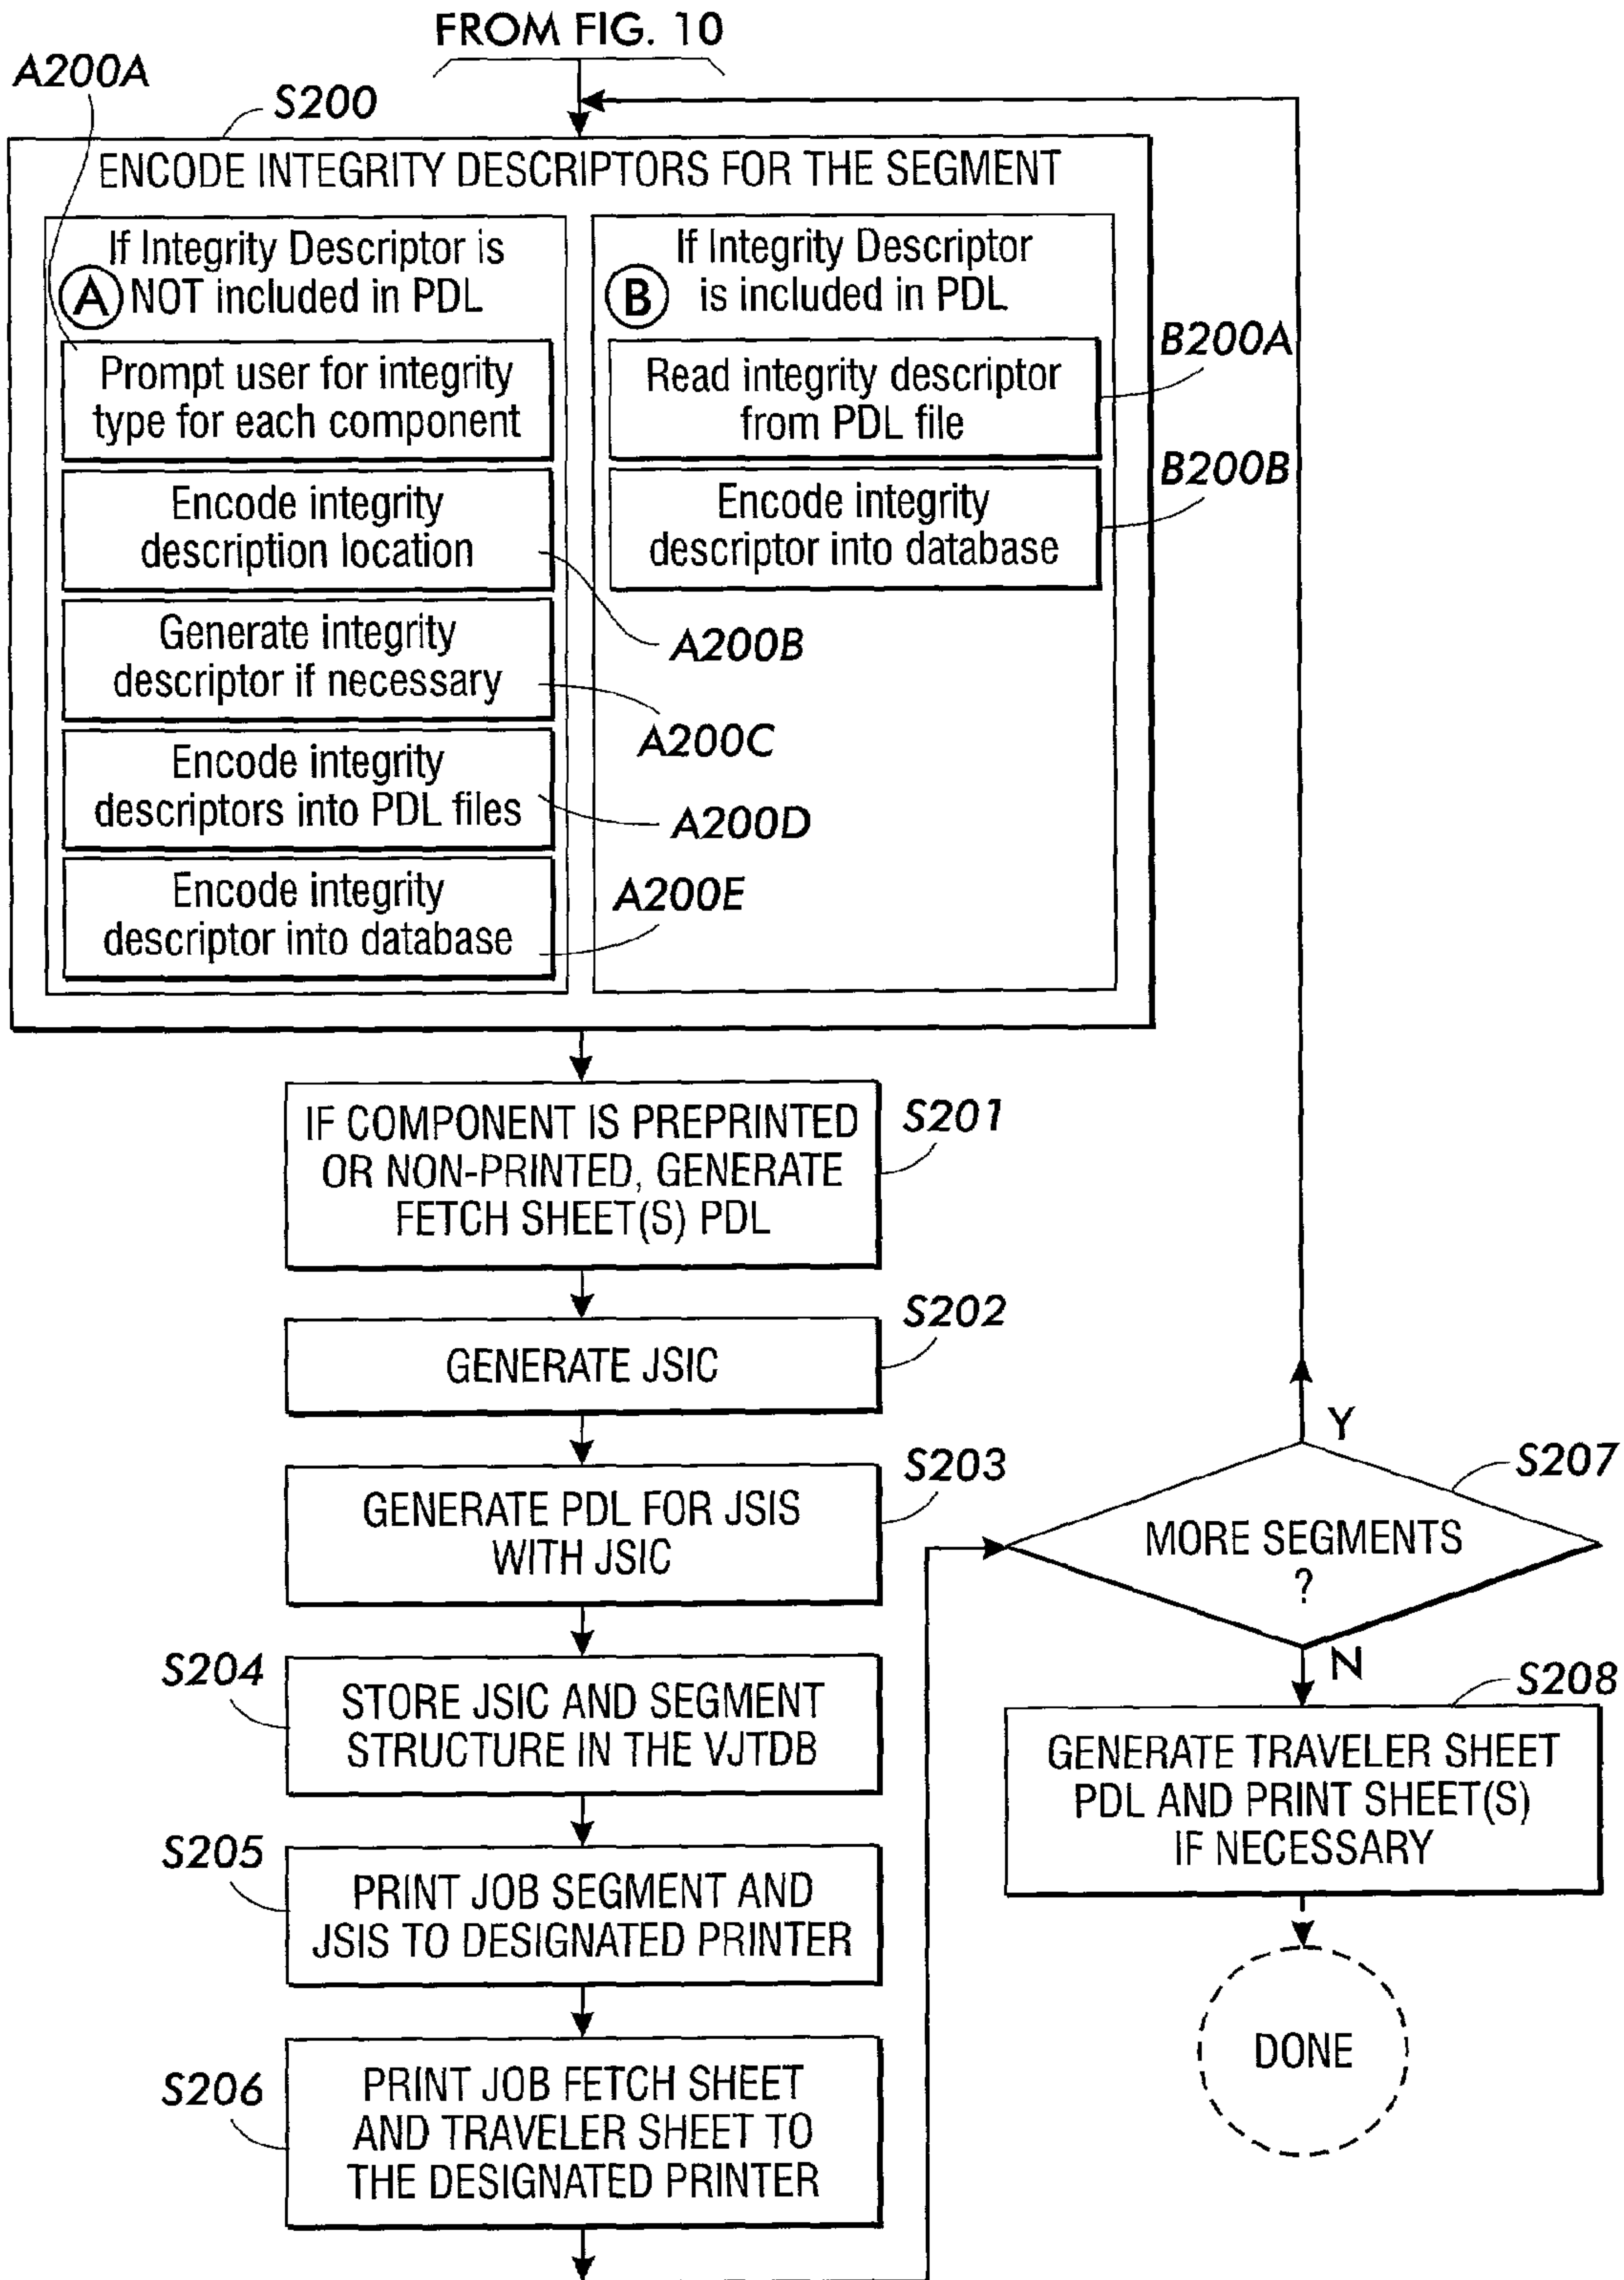 FROM FIG. 10
A200A
S200
ENCODE INTEGRITY DESCRIPTORS FOR THE SEGMENT
If Integrity Descriptor is
A NOT included in PDL
Prompt user for integrity
type for each component
Encode integrity
description location
Generate integrity
descriptor if necessary
Encode integrity
descriptors into PDL files
Encode integrity
descriptor into database
If Integrity Descriptor
B is included in PDL
Read integrity descriptor
from PDL file
Encode integrity
descriptor into database
B200A
B200B
A200B
A200C
A200D
A200E
IF COMPONENT IS PREPRINTED
OR NON-PRINTED, GENERATE
FETCH SHEET(S) PDL
S201
GENERATE JSIC
S202
GENERATE PDL FOR JSIS
WITH JSIC
S203
S204
STORE JSIC AND SEGMENT
STRUCTURE IN THE VJTDB
S205
PRINT JOB SEGMENT AND
JSIS TO DESIGNATED PRINTER
S206
PRINT JOB FETCH SHEET
AND TRAVELER SHEET TO
THE DESIGNATED PRINTER
Y
S207
MORE SEGMENTS
?
N
S208
GENERATE TRAVELER SHEET
PDL AND PRINT SHEET(S)
IF NECESSARY
DONE